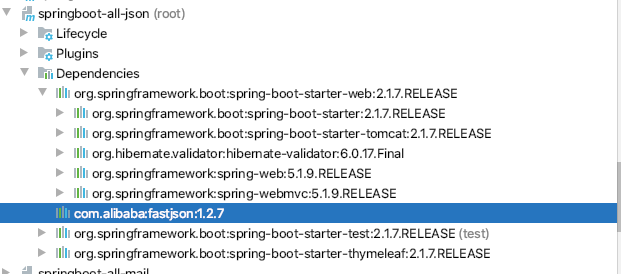 springboot-all-json (root)
Lifecycle
Plugins
Dependencies
org.springframework.boot:spring-boot-starter-web:2.1.7.RELEASE
org.springframework.boot:spring-boot-starter:2.1.7.RELEASE
org.springframework.boot:spring-boot-starter-tomcat:2.1.7.RELEASE
org.hibernate.validator:hibernate-validator:6.0.17.Final
org.springframework:spring-web:5.1.9.RELEASE
org.springframework:spring-webmvc:5.1.9.RELEASE
com.alibaba:fastjson:1.2.7
org.springframework.boot:spring-boot-starter-test:2.1.7.RELEASE (test)
org.springframework.boot:spring-boot-starter-thymeleaf:2.1.7.RELEASE
springboot-all-mail